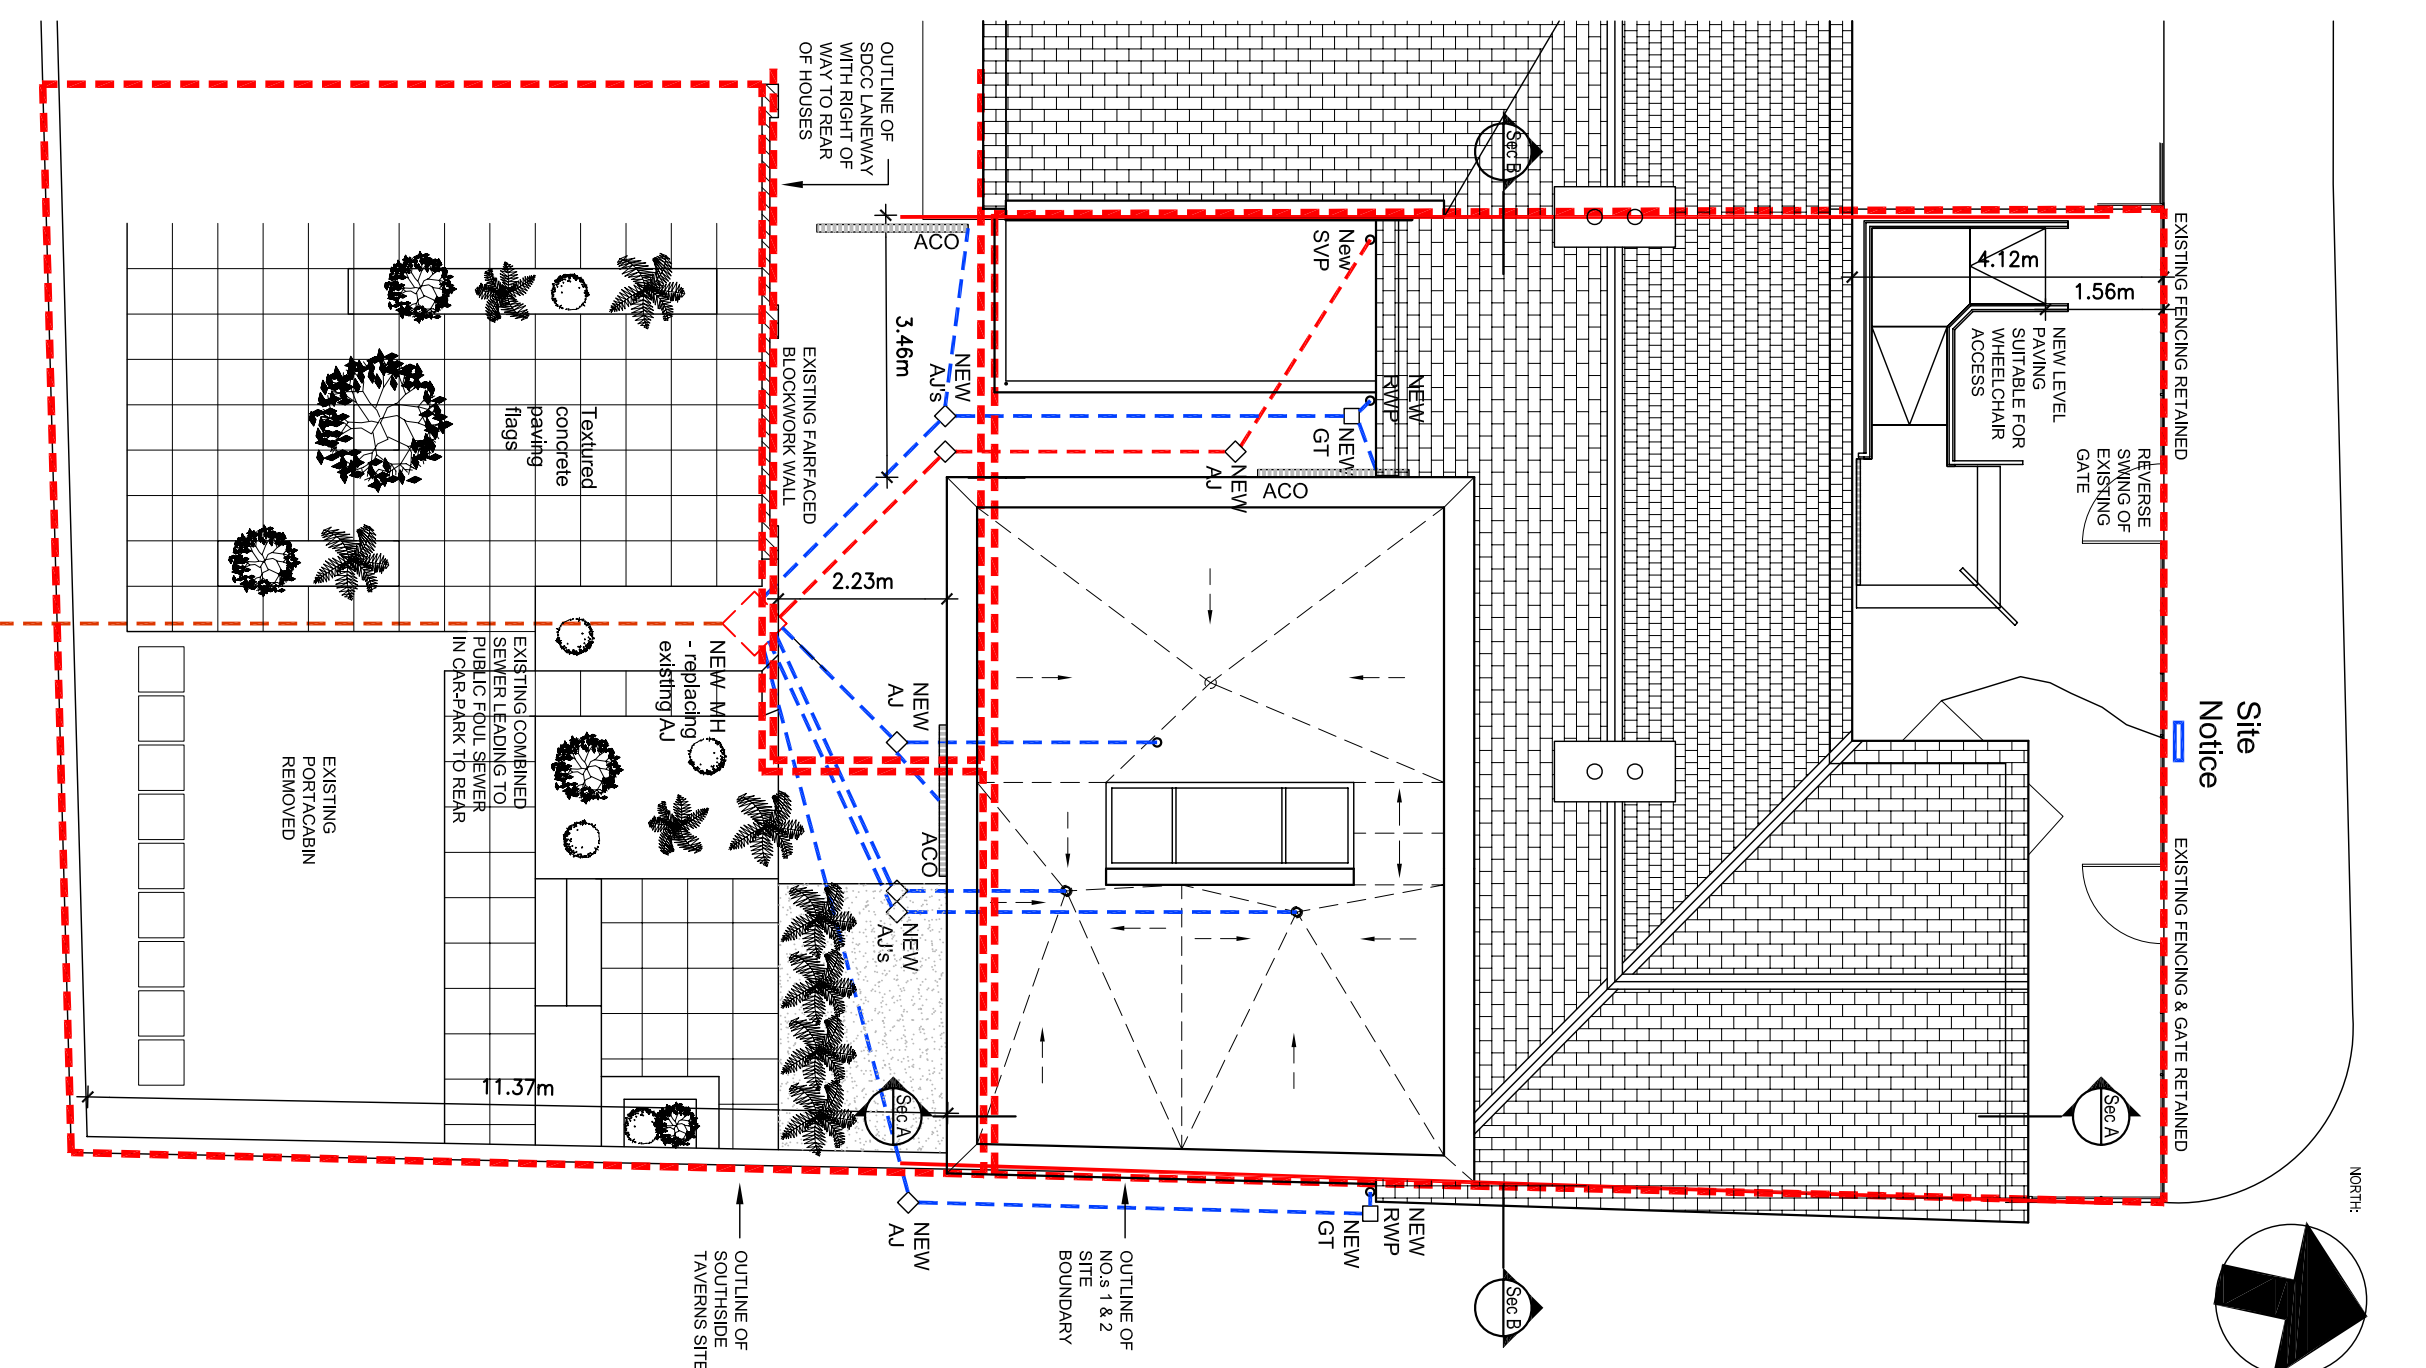 OUTLINE OF
SDCC LANEWAY
WITH RIGHT OF
WAY TO REAR
OF HOUSES
ACO
New
SVP
Sec B
4.12m
1.56m
EXISTING FENCING RETAINED
NEW LEVEL
PAVING
SUITABLE FOR
WHEELCHAIR
ACCESS
REVERSE
SWING OF
EXISTING
GATE
3.46m
NEW
AJ's
NEW
RWP
NEW
GT
NEW
AJ
ACO
EXISTING FAIRFACED
BLOCKWORK WALL
Textured
concrete
paving
flags
2.23m
NEW MH
- replacing
existing AJ
EXISTING COMBINED
SEWER LEADING TO
PUBLIC FOUL SEWER
IN CAR-PARK TO REAR
NEW
AJ
ACO
Site
Notice
EXISTING
PORTACABIN
REMOVED
EXISTING FENCING & GATE RETAINED
NEW
AJ's
11.37m
Sec A
Sec A
NORTH:
NEW
AJ
NEW
RWP
NEW
GT
OUTLINE OF
SOUTHSIDE
TAVERNS SITE
OUTLINE OF
NO.s 1 & 2
SITE
BOUNDARY
Sec B